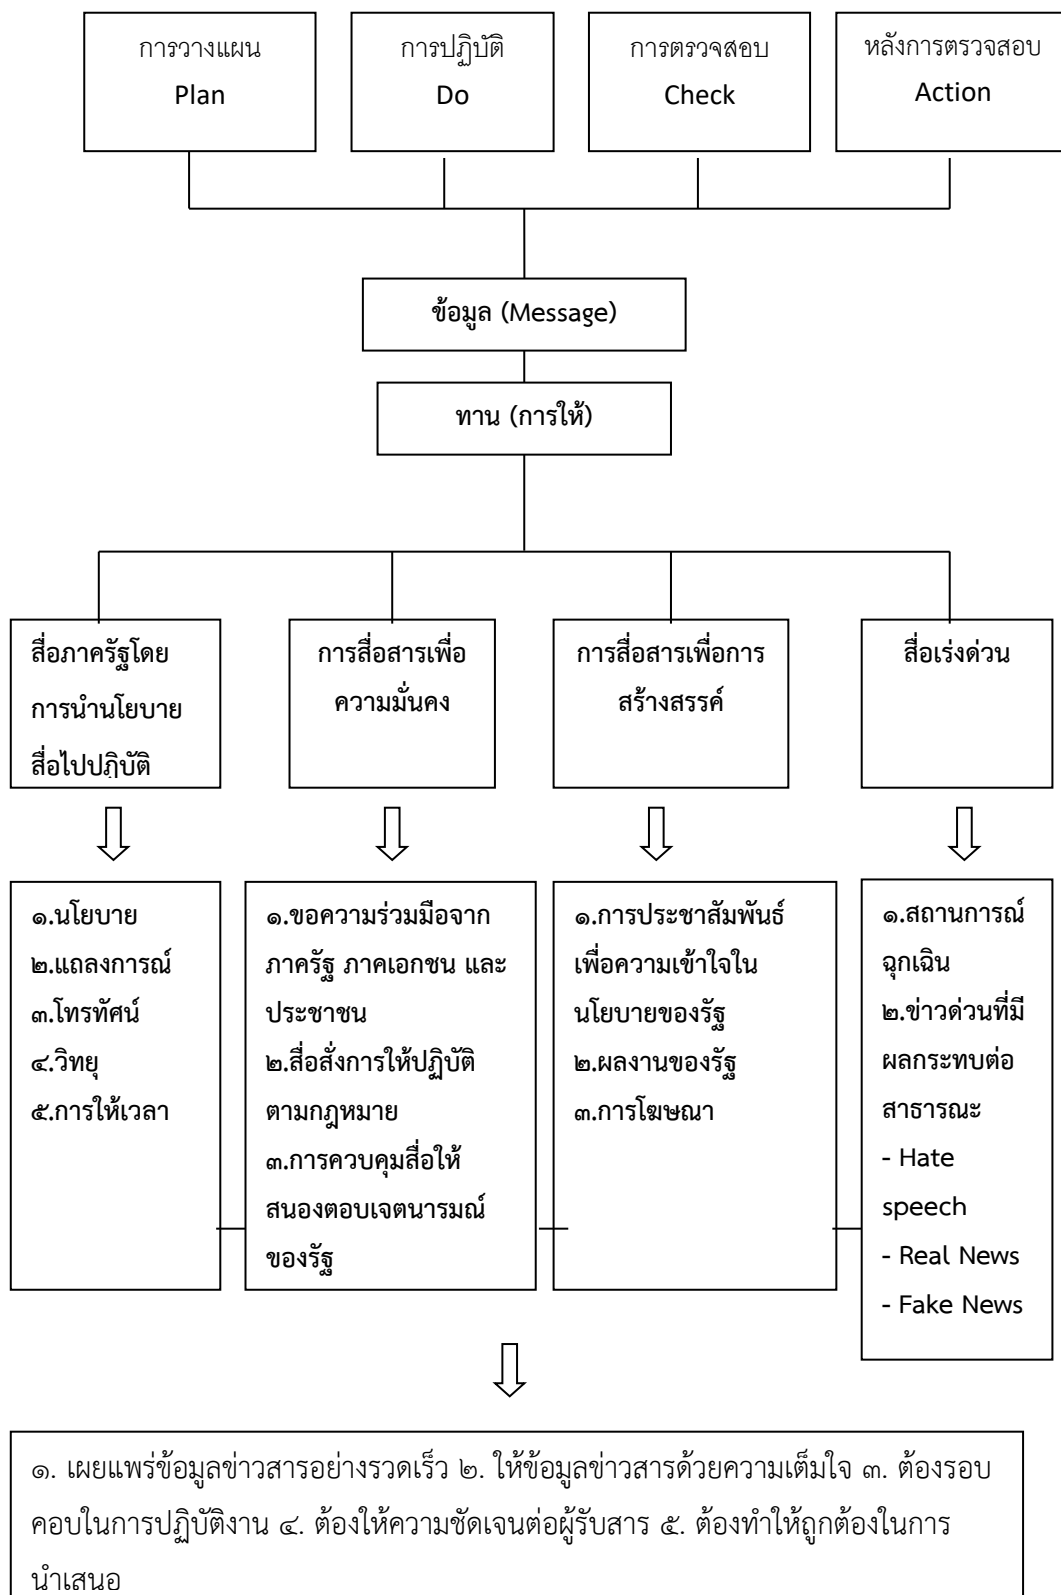 การวางแผน
Plan
การปฏิบัติ
Do
การตรวจสอบ
Check
หลังการตรวจสอบ
Action
ข้อมูล (Message)
ทาน (การให้)
สื่อภาครัฐโดย
การนำนโยบาย
สื่อไปปฏิบัติ
การสื่อสารเพื่อ
ความมั่นคง
การสื่อสารเพื่อการ
สร้างสรรค์
สื่อเร่งด่วน
๑.นโยบาย
๒.แถลงการณ์
๓.โทรทัศน์
๔.วิทยุ
๕.การให้เวลา
๑.ขอความร่วมมือจาก
ภาครัฐ ภาคเอกชน และ
ประชาชน
๒.สื่อสั่งการให้ปฏิบัติ
ตามกฎหมาย
๓.การควบคุมสื่อให้
สนองตอบเจตนารมณ์
ของรัฐ
๑.การประชาสัมพันธ์
เพื่อความเข้าใจใน
นโยบายของรัฐ
๒.ผลงานของรัฐ
๓.การโฆษณา
๑.สถานการณ์
ฉุกเฉิน
๒.ข่าวด่วนที่มี
ผลกระทบต่อ
สาธารณะ
- Hate
speech
- Real News
- Fake News
๑. เผยแพร่ข้อมูลข่าวสารอย่างรวดเร็ว ๒. ให้ข้อมูลข่าวสารด้วยความเต็มใจ ๓. ต้องรอบ
คอบในการปฏิบัติงาน ๔. ต้องให้ความชัดเจนต่อผู้รับสาร ๕. ต้องทำให้ถูกต้องในการ
นำเสนอ